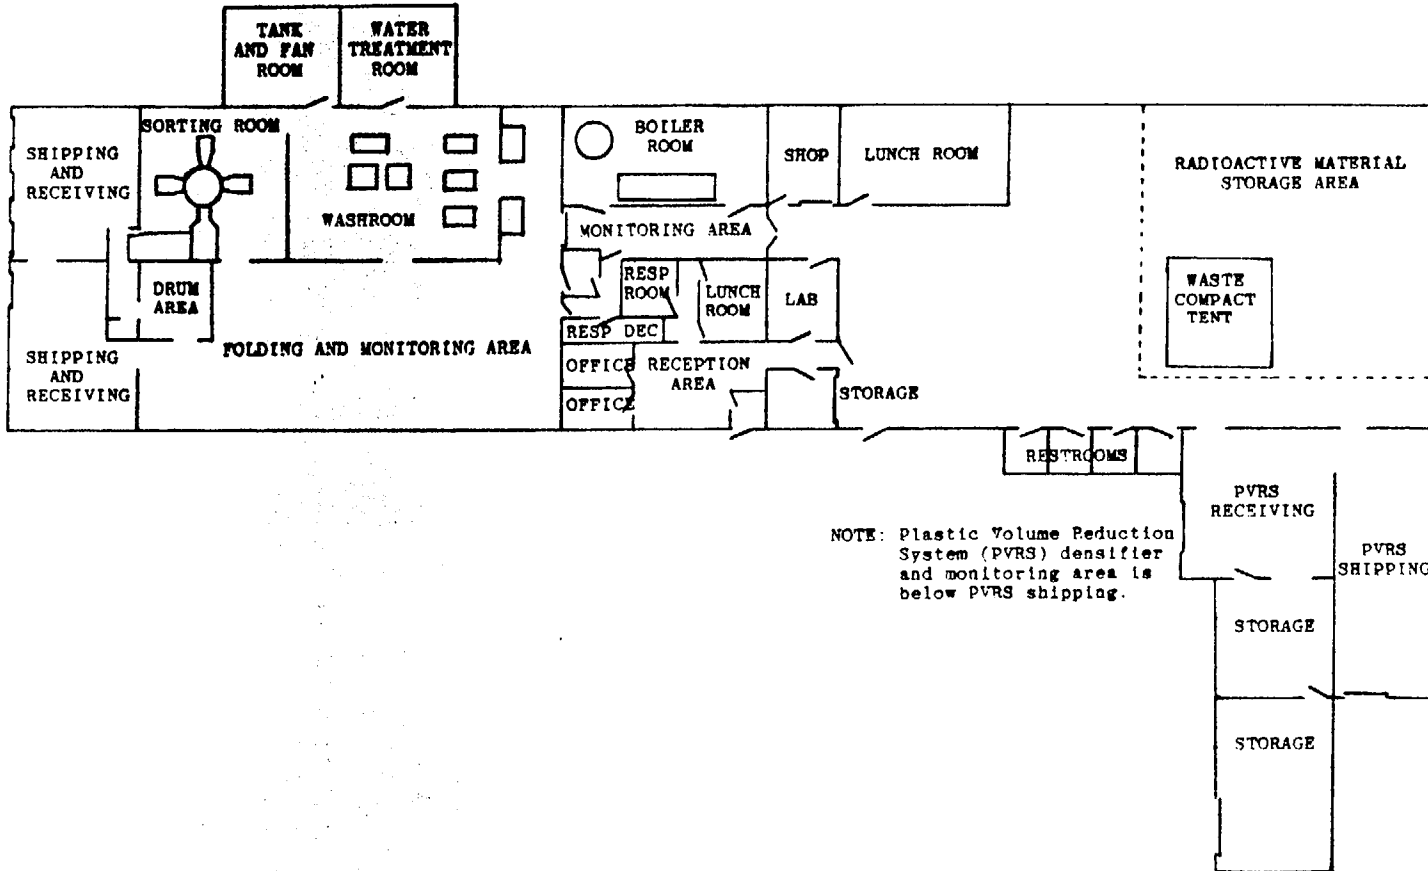 TANK
AND FAN
ROOM
WATER
TREATMENT
ROOM
SORTING ROOM
SHIPPING
AND
RECEIVING
WASHROOM
BOILER
ROOM
SHOP
LUNCH ROOM
RADIOACTIVE MATERIAL
STORAGE AREA
MONITORING AREA
DRUM
AREA
RESP
ROOM
LUNCH
ROOM
LAB
WASTE
COMPACT
TENT
RESP DEC
FOLDING AND MONITORING AREA
SHIPPING
AND
RECEIVING
OFFICE
RECEPTION
AREA
OFFICE
STORAGE
RESTROOMS
PVRS
RECEIVING
NOTE: Plastic Volume Reduction
System (PVRS) densifier
and monitoring area is
below PVRS shipping.
PVRS
SHIPPING
STORAGE
STORAGE